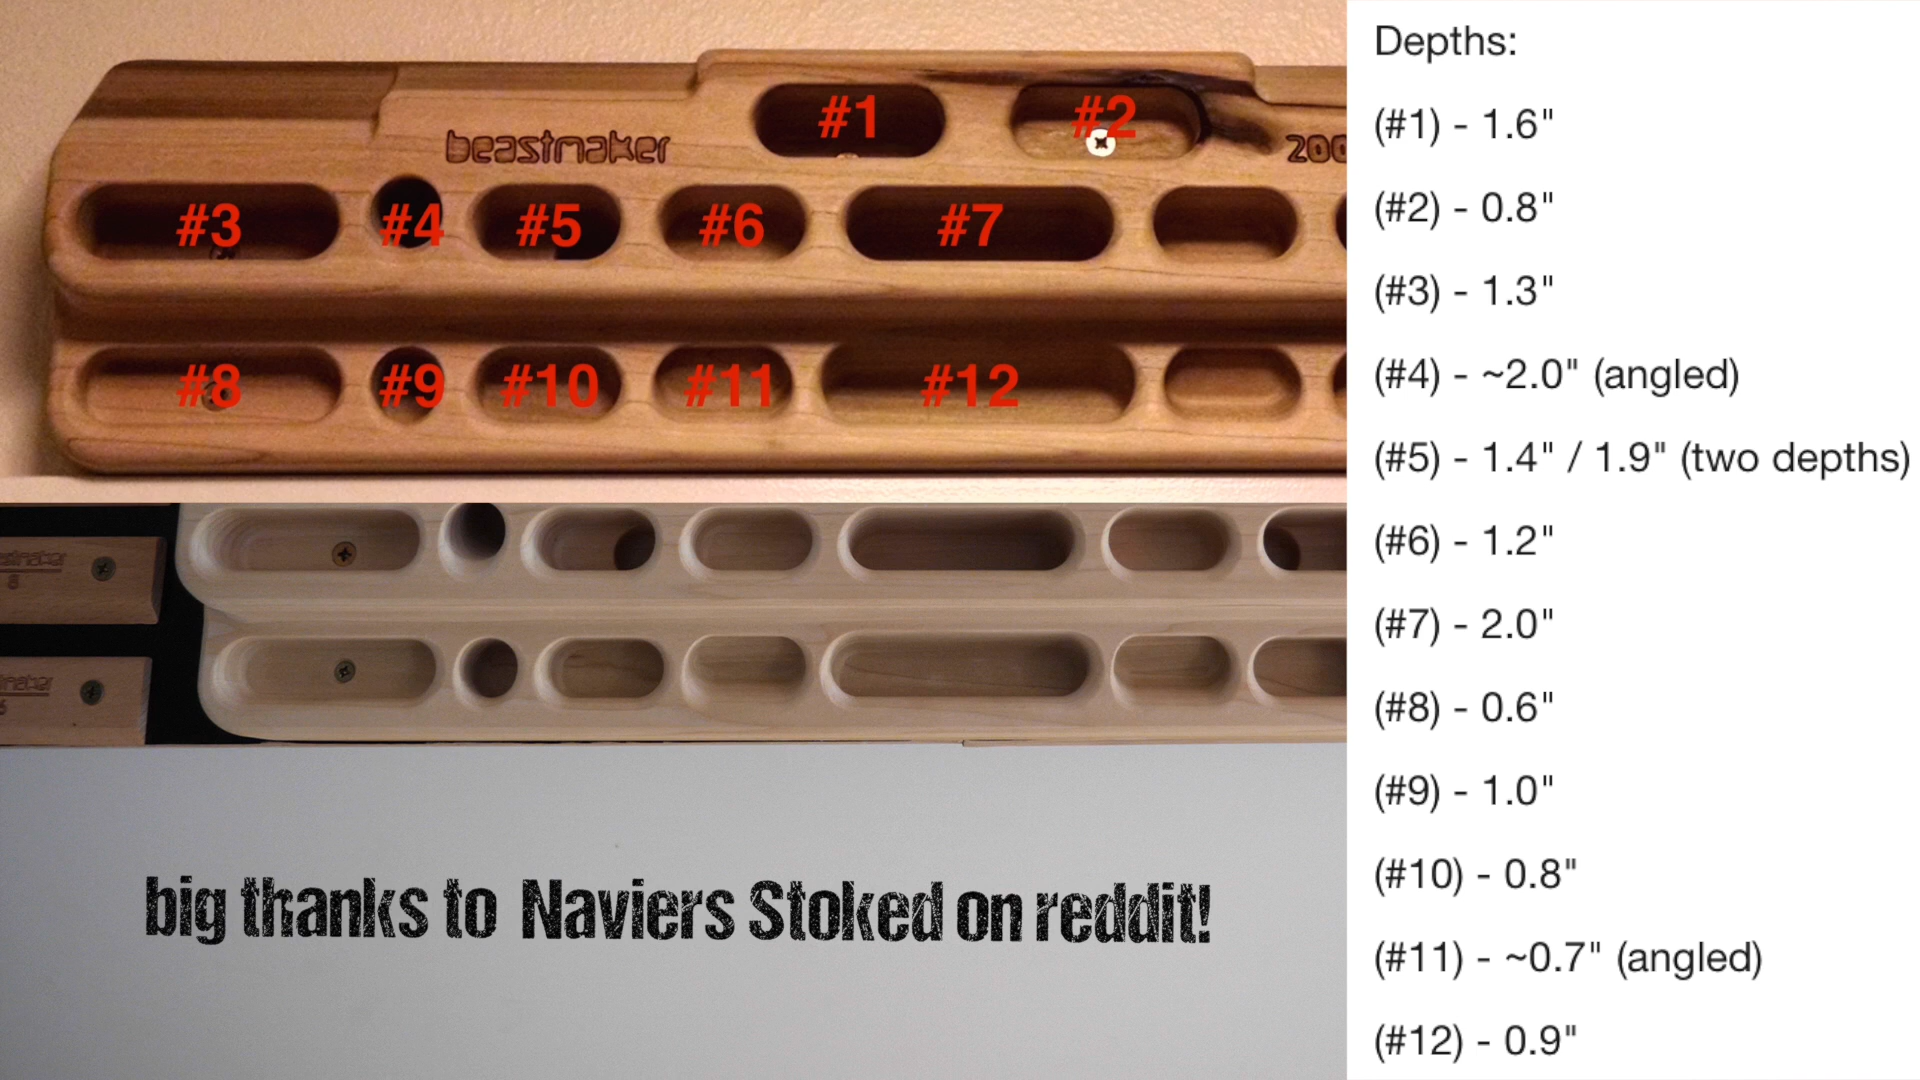 #1
#2
beastmaker
200
#3
#4
#5
#6
#7
#8
#9
#10
#11
#12
8
big thanks to Naviers Stoked on reddit!
Depths:
(#1) - 1.6"
(#2) - 0.8"
(#3) - 1.3"
(#4) - ~2.0" (angled)
(#5) - 1.4" / 1.9" (two depths)
(#6) - 1.2"
(#7) - 2.0"
(#8) - 0.6"
(#9) - 1.0"
(#10) - 0.8"
(#11) - ~0.7" (angled)
(#12) - 0.9"